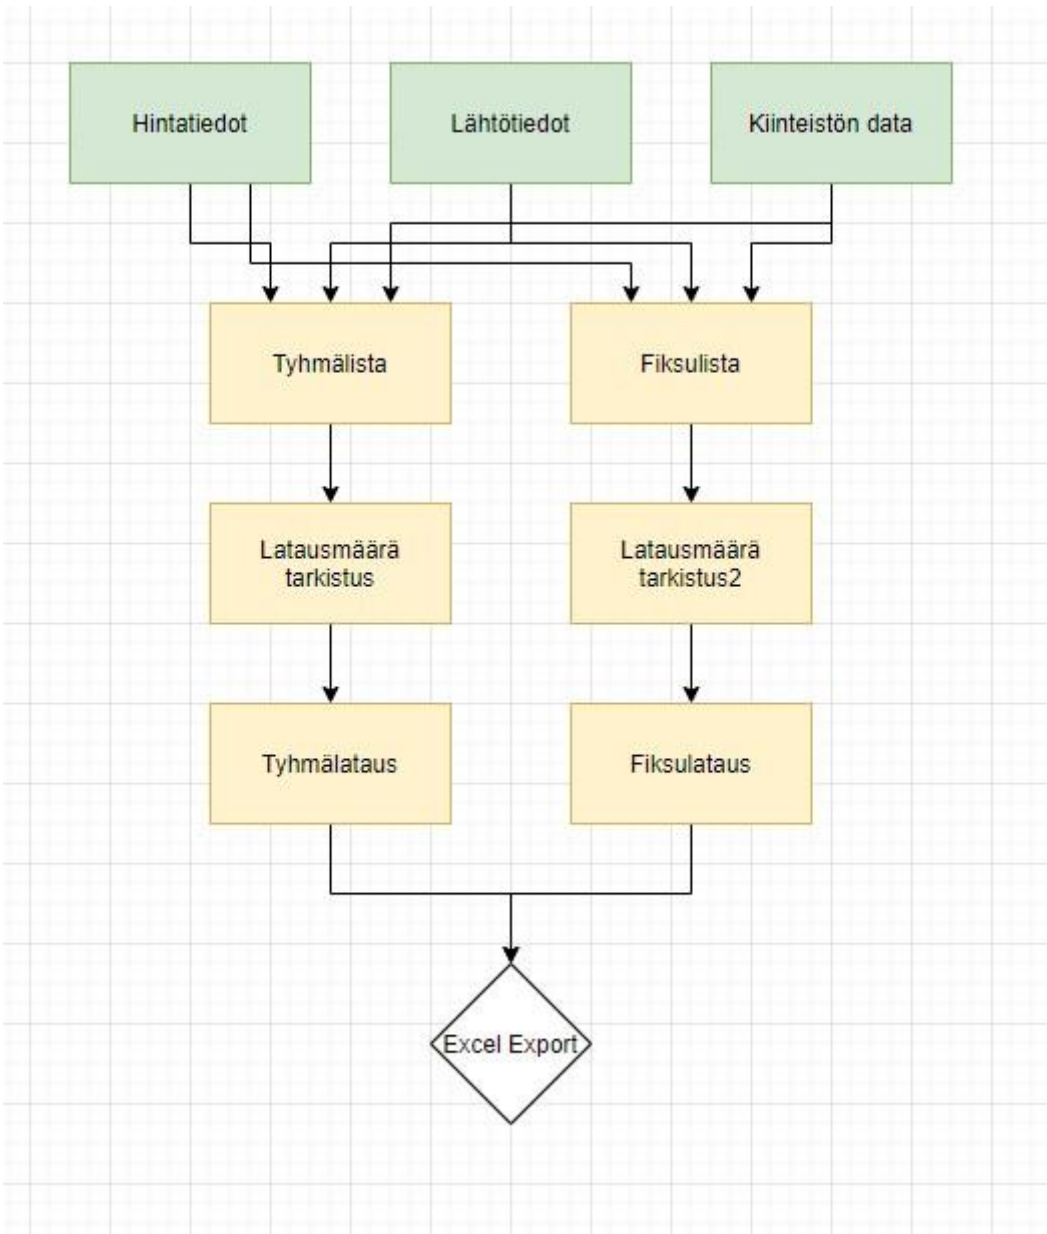 Hintatiedot
Lähtötiedot
Kiinteistön data
Tyhmälista
Fiksulista
Latausmäärä
tarkistus
Latausmäärä
tarkistus2
Tyhmälataus
Fiksulataus
Excel Export